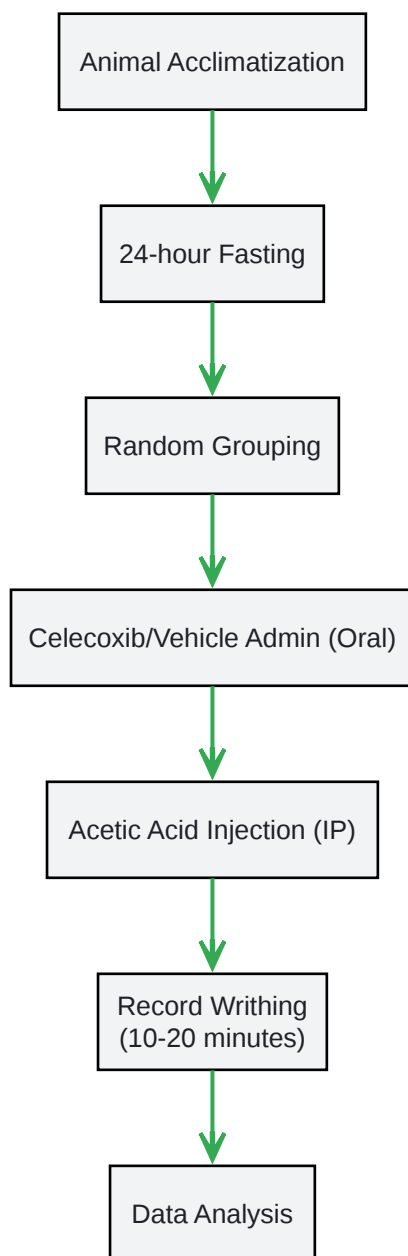 Animal Acclimatization
24-hour Fasting
Random Grouping
Celecoxib/Vehicle Admin (Oral)
Acetic Acid Injection (IP)
Record Writhing
(10-20 minutes)
Data Analysis